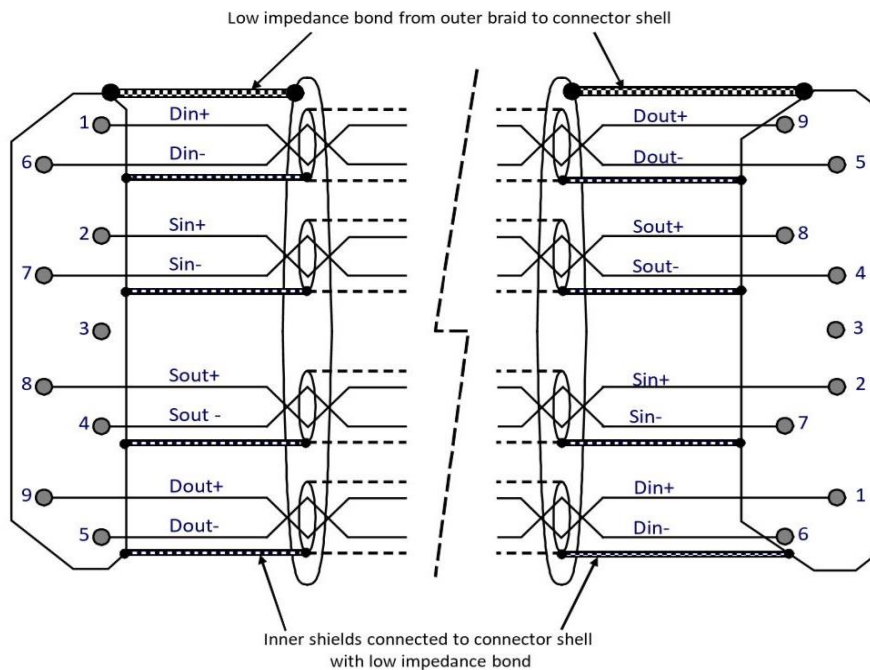 Low impedance bond from outer braid to connector shell
1 Din+ Dout+ 9
6 Din- Dout- 5
2 Sin+ Sout+ 8
7 Sin- Sout- 4
3 3
8 Sout+ Sin+ 2
4 Sout - Sin- 7
9 Dout+ Din+ 1
5 Dout- Din- 6
Inner shields connected to connector shell
with low impedance bond